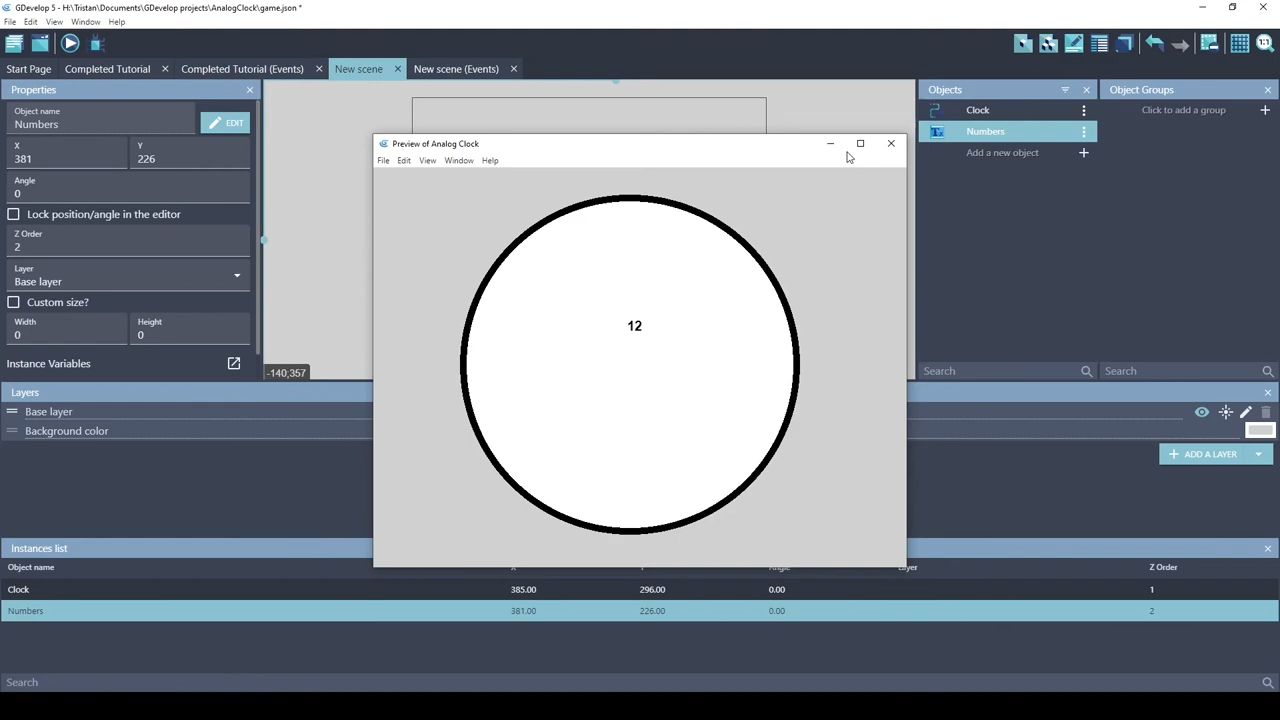 GDevelop 5 - H:\Tristan\Documents\GDevelop projects\AnalogClock\game.json *
File Edit View Window Help
Start Page Completed Tutorial Completed Tutorial (Events) New scene New scene (Events)
Properties
Object name
Numbers
EDIT
X
381
Y
226
Angle
0
Lock position/angle in the editor
Z Order
2
Layer
Base layer
Custom size?
Width
0
Height
0
Instance Variables
-140;357
Preview of Analog Clock
File Edit View Window Help
12
Objects
Clock
Numbers
Add a new object
Search
Object Groups
Click to add a group
Search
Layers
Base layer
Background color
ADD A LAYER
Instances list
Object name X Y Angle Layer Z Order
Clock 385.00 296.00 0.00 1
Numbers 381.00 226.00 0.00 2
Search